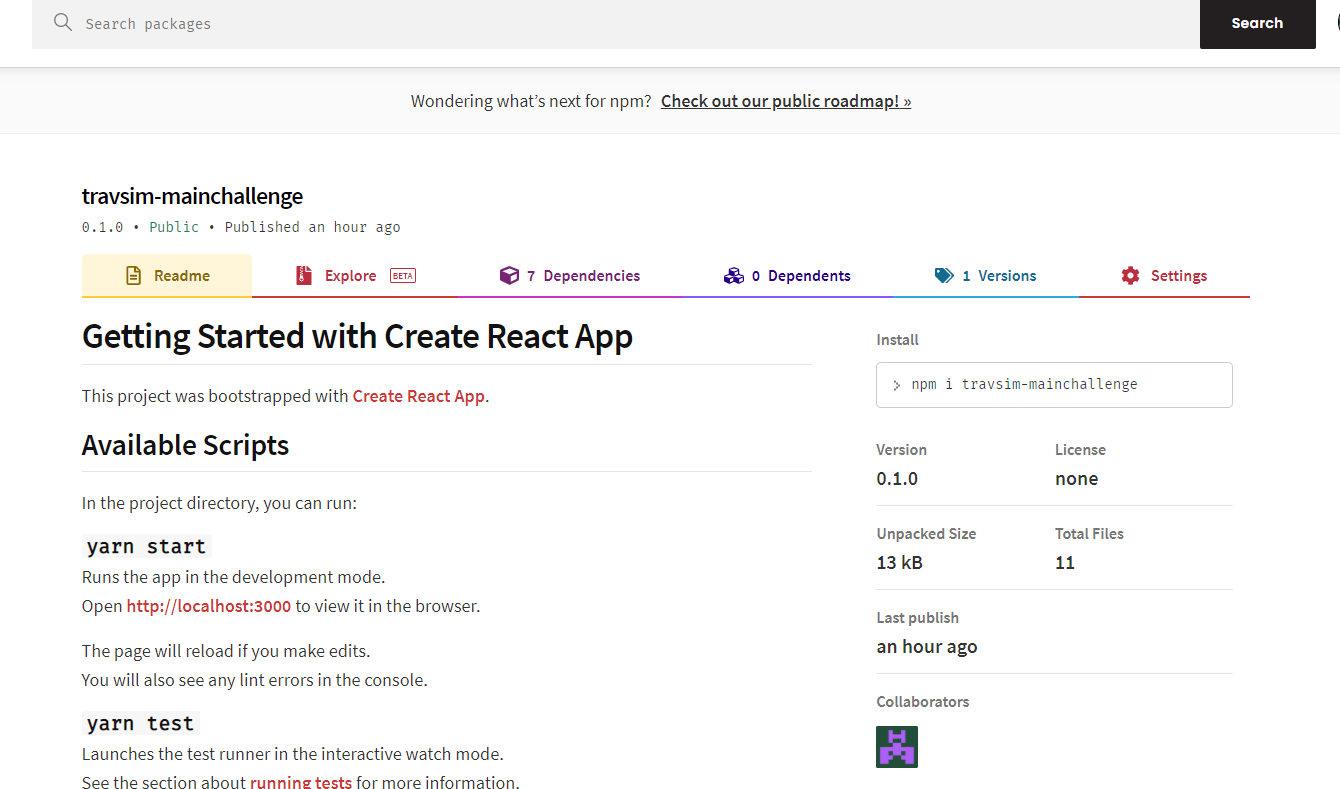 Search packages
Search
Wondering what's next for npm? Check out our public roadmap! »
travsim-mainchallenge
0.1.0 • Public • Published an hour ago
Readme
Explore BETA
7 Dependencies
0 Dependents
1 Versions
Settings
Getting Started with Create React App
This project was bootstrapped with Create React App.
Available Scripts
In the project directory, you can run:
yarn start
Runs the app in the development mode.
Open http://localhost:3000 to view it in the browser.
The page will reload if you make edits.
You will also see any lint errors in the console.
yarn test
Launches the test runner in the interactive watch mode.
See the section about running tests for more information.
Install
> npm i travsim-mainchallenge
Version
0.1.0
License
none
Unpacked Size
13 kB
Total Files
11
Last publish
an hour ago
Collaborators